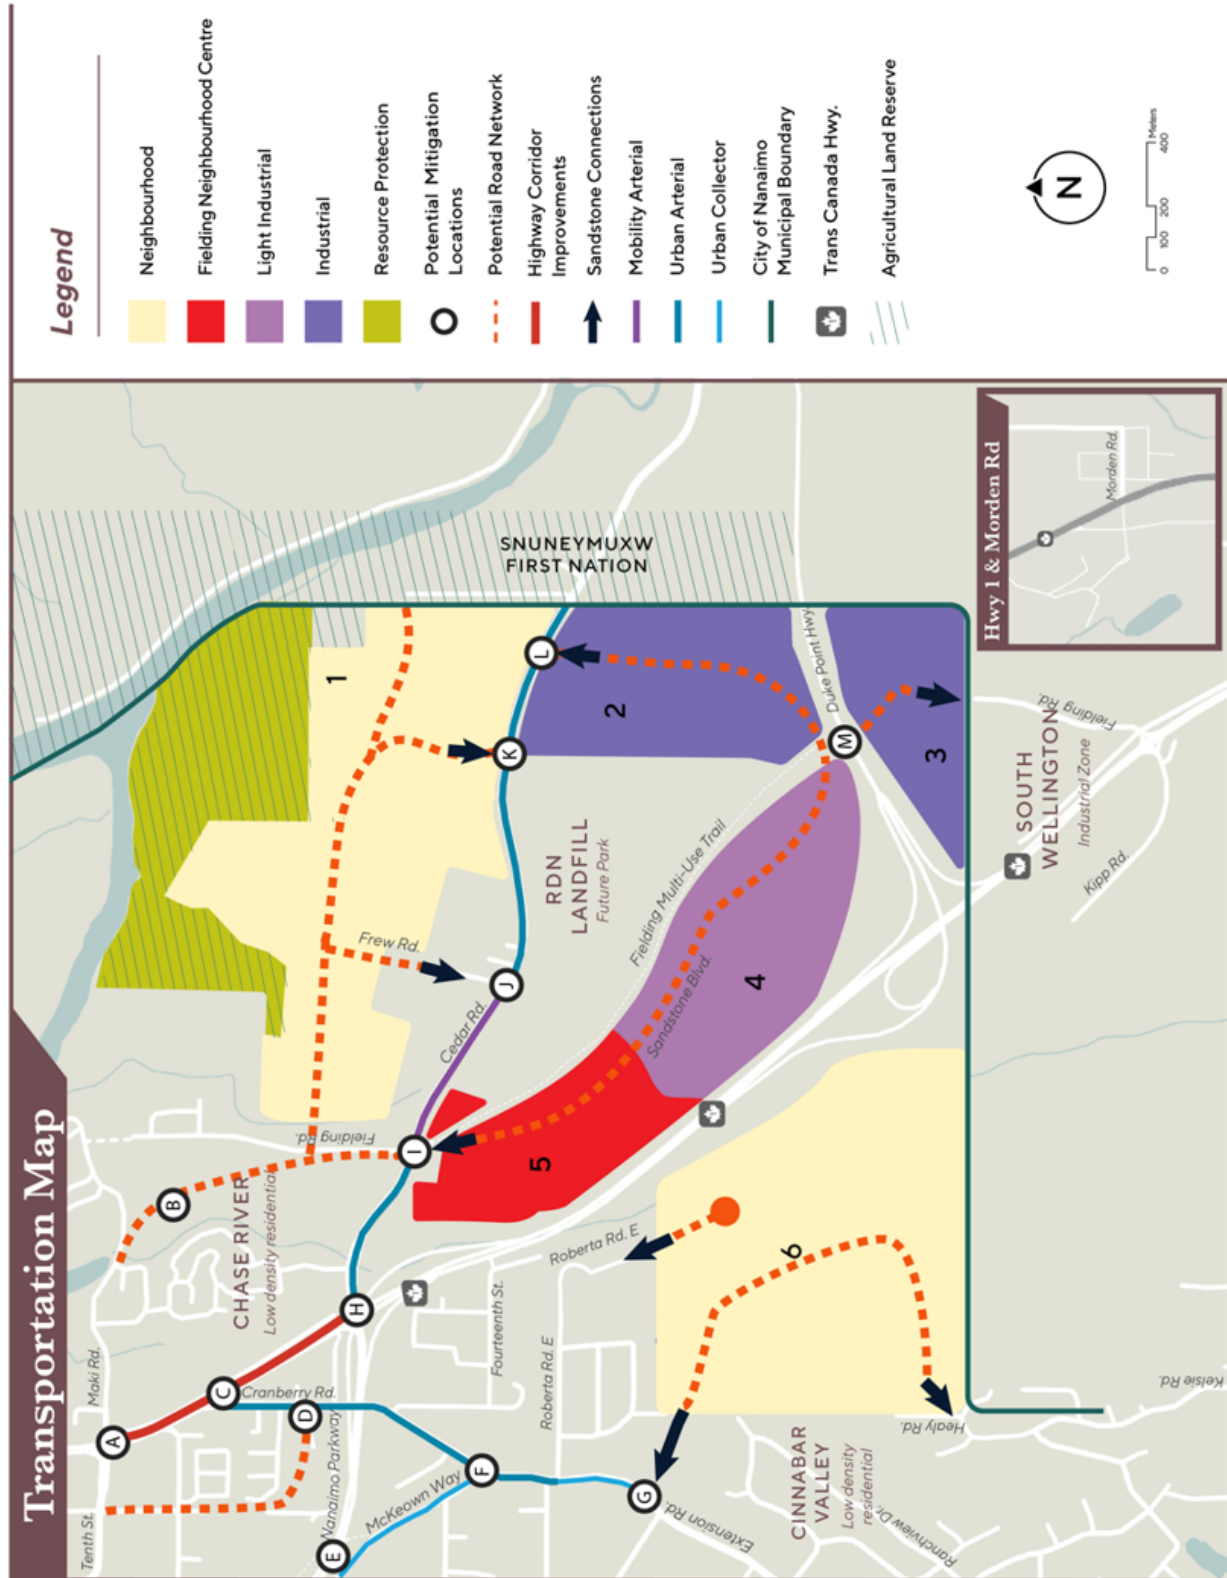 Transportation Map
Legend
Neighbourhood
Fielding Neighbourhood Centre
Light Industrial
Industrial
Resource Protection
Potential Mitigation
Locations
Potential Road Network
Highway Corridor
Improvements
Sandstone Connections
Mobility Arterial
Urban Arterial
Urban Collector
City of Nanaimo
Municipal Boundary
Trans Canada Hwy.
Agricultural Land Reserve
N
0 100 200 400 Meters
Hwy 1 & Morden Rd
Morden Rd.
SNUNEYMUXW
FIRST NATION
1
2
3
4
5
6
A
B
C
D
E
F
G
H
I
J
K
L
M
Tenth St.
Maki Rd.
CHASE RIVER
Low density residential
Fielding Rd.
Cranberry Rd.
Nanaimo Parkway
McKeown Way
Fourteenth St.
Roberta Rd. E
Roberta Rd. E
Cedar Rd.
Frew Rd.
RDN
LANDFILL
Future Park
Fielding Multi-Use Trail
Sandstone Blvd.
Duke Point Hwy.
Fielding Rd.
SOUTH
WELLINGTON
Industrial Zone
Kipp Rd.
Extension Rd.
CINNABAR
VALLEY
Low density
residential
Ranchview Dr.
Healy Rd.
Kelsie Rd.